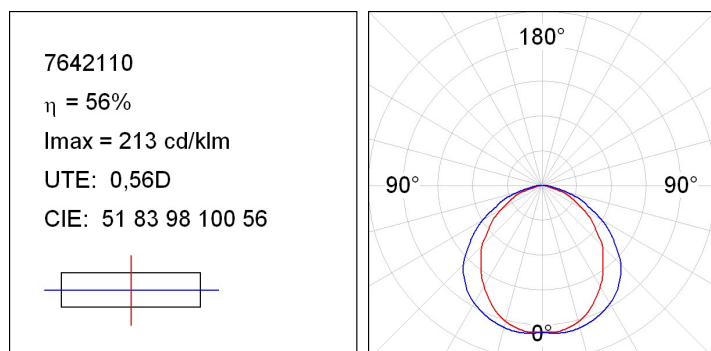 7642110
η = 56%
Imax = 213 cd/klm
UTE: 0,56D
CIE: 51 83 98 100 56
180°
90° 90°
0°